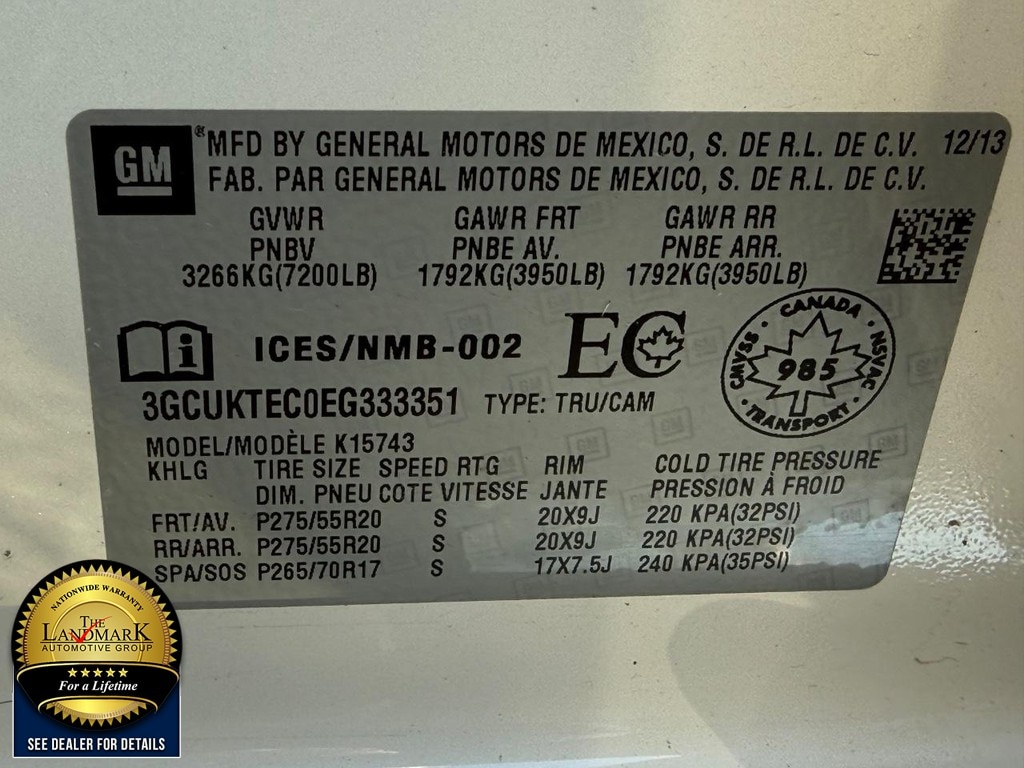 GM
®MFD BY GENERAL MOTORS DE MEXICO, S. DE R.L. DE C.V. 12/13
FAB. PAR GENERAL MOTORS DE MEXICO, S. DE R.L. DE C.V.
GVWR GAWR FRT GAWR RR
PNBV PNBE AV. PNBE ARR.
3266KG(7200LB) 1792KG(3950LB) 1792KG(3950LB)
i ICES/NMB-002 EC
CANADA
CMVSS · 985 · NSVAC
TRANSPORT
3GCUKTEC0EG333351 TYPE: TRU/CAM
MODEL/MODÈLE K15743
KHLG TIRE SIZE SPEED RTG RIM COLD TIRE PRESSURE
DIM. PNEU COTE VITESSE JANTE PRESSION À FROID
FRT/AV. P275/55R20 S 20X9J 220 KPA(32PSI)
RR/ARR. P275/55R20 S 20X9J 220 KPA(32PSI)
SPA/SOS P265/70R17 S 17X7.5J 240 KPA(35PSI)
NATIONWIDE WARRANTY
THE
LANDMARK
AUTOMOTIVE GROUP
For a Lifetime
SEE DEALER FOR DETAILS